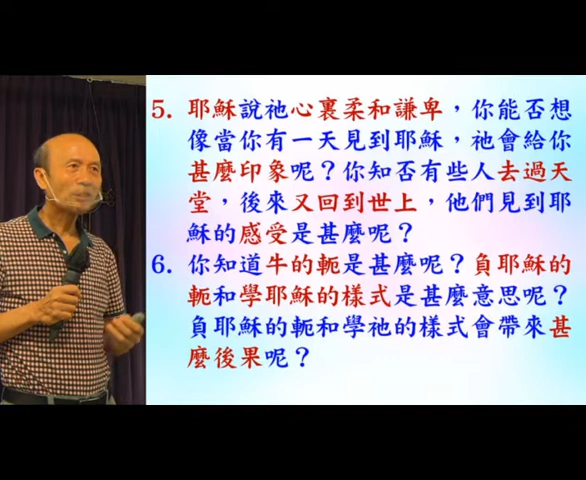 5. 耶穌說祂心裏柔和謙卑，你能否想
像當你有一天見到耶穌，祂會給你
甚麼印象呢？你知否有些人去過天
堂，後來又回到世上，他們見到耶
穌的感受是甚麼呢？
6. 你知道牛的軛是甚麼呢？負耶穌的
軛和學耶穌的樣式是甚麼意思呢？
負耶穌的軛和學祂的樣式會帶來甚
麼後果呢？